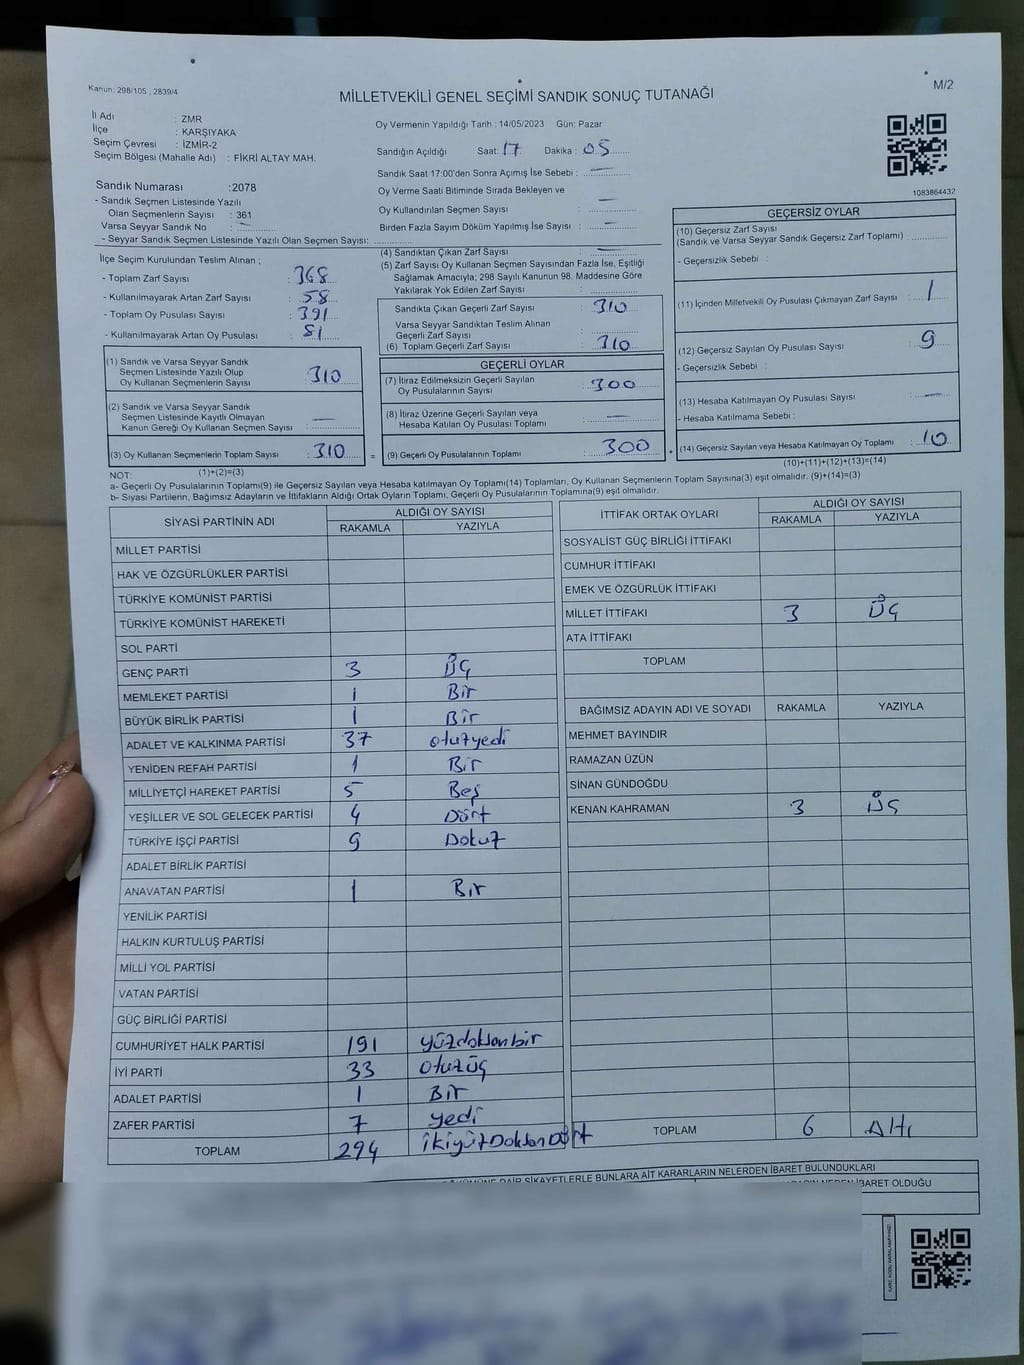 Kanun: 298/105 , 2839/4
M/2
MİLLETVEKİLİ GENEL SEÇİMİ SANDIK SONUÇ TUTANAĞI
İl Adı : ZMR
İlçe : KARŞIYAKA
Seçim Çevresi : İZMİR-2
Seçim Bölgesi (Mahalle Adı) : FİKRİ ALTAY MAH.
Sandık Numarası :2078
- Sandık Seçmen Listesinde Yazılı
Olan Seçmenlerin Sayısı : 361
Varsa Seyyar Sandık No :
- Seyyar Sandık Seçmen Listesinde Yazılı Olan Seçmen Sayısı:
Oy Vermenin Yapıldığı Tarih : 14/05/2023 Gün: Pazar
Sandığın Açıldığı Saat: 17 Dakika : 05
Sandık Saat 17:00'den Sonra Açımış İse Sebebi : —
Oy Verme Saati Bitiminde Sırada Bekleyen ve
Oy Kullandırılan Seçmen Sayısı : —
Birden Fazla Sayım Döküm Yapılmış İse Sayısı : —
1083864432
İlçe Seçim Kurulundan Teslim Alınan ;
- Toplam Zarf Sayısı : 368
- Kullanılmayarak Artan Zarf Sayısı : 58
- Toplam Oy Pusulası Sayısı : 391
- Kullanılmayarak Artan Oy Pusulası : 81
(1) Sandık ve Varsa Seyyar Sandık
Seçmen Listesinde Yazılı Olup
Oy Kullanan Seçmenlerin Sayısı : 310
(2) Sandık ve Varsa Seyyar Sandık
Seçmen Listesinde Kayıtlı Olmayan
Kanun Gereği Oy Kullanan Seçmen Sayısı : —
(3) Oy Kullanan Seçmenlerin Toplam Sayısı : 310
(1)+(2)=(3)
(4) Sandıktan Çıkan Zarf Sayısı : —
(5) Zarf Sayısı Oy Kullanan Seçmen Sayısından Fazla İse, Eşitliği
Sağlamak Amacıyla; 298 Sayılı Kanunun 98. Maddesine Göre
Yakılarak Yok Edilen Zarf Sayısı :
Sandıkta Çıkan Geçerli Zarf Sayısı : 310
Varsa Seyyar Sandıktan Teslim Alınan
Geçerli Zarf Sayısı :
(6) Toplam Geçerli Zarf Sayısı : 310
GEÇERLİ OYLAR
(7) İtiraz Edilmeksizin Geçerli Sayılan
Oy Pusulalarının Sayısı : 300
(8) İtiraz Üzerine Geçerli Sayılan veya
Hesaba Katılan Oy Pusulası Toplamı : —
= (9) Geçerli Oy Pusulalarının Toplamı : 300
GEÇERSİZ OYLAR
(10) Geçersiz Zarf Sayısı
(Sandık ve Varsa Seyyar Sandık Geçersiz Zarf Toplamı) :
- Geçersizlik Sebebi :
(11) İçinden Milletvekili Oy Pusulası Çıkmayan Zarf Sayısı : 1
(12) Geçersiz Sayılan Oy Pusulası Sayısı : 9
- Geçersizlik Sebebi :
(13) Hesaba Katılmayan Oy Pusulası Sayısı : —
- Hesaba Katılmama Sebebi :
(14) Geçersiz Sayılan veya Hesaba Katılmayan Oy Toplamı : 10
(10)+(11)+(12)+(13)=(14)
NOT:
a- Geçerli Oy Pusulalarının Toplamı(9) ile Geçersiz Sayılan veya Hesaba Katılmayan Oy Toplamı(14) Toplamları, Oy Kullanan Seçmenlerin Toplam Sayısına(3) eşit olmalıdır. (9)+(14)=(3)
b- Siyasi Partilerin, Bağımsız Adayların ve İttifakların Aldığı Ortak Oyların Toplamı, Geçerli Oy Pusulalarının Toplamına(9) eşit olmalıdır.
SİYASİ PARTİNİN ADI ALDIĞI OY SAYISI
RAKAMLA YAZIYLA
MİLLET PARTİSİ
HAK VE ÖZGÜRLÜKLER PARTİSİ
TÜRKİYE KOMÜNİST PARTİSİ
TÜRKİYE KOMÜNİST HAREKETİ
SOL PARTİ
GENÇ PARTİ 3 Üç
MEMLEKET PARTİSİ 1 Bir
BÜYÜK BİRLİK PARTİSİ 1 Bir
ADALET VE KALKINMA PARTİSİ 37 otuzyedi
YENİDEN REFAH PARTİSİ 1 Bir
MİLLİYETÇİ HAREKET PARTİSİ 5 Beş
YEŞİLLER VE SOL GELECEK PARTİSİ 4 Dört
TÜRKİYE İŞÇİ PARTİSİ 9 Dokuz
ADALET BİRLİK PARTİSİ
ANAVATAN PARTİSİ 1 Bir
YENİLİK PARTİSİ
HALKIN KURTULUŞ PARTİSİ
MİLLİ YOL PARTİSİ
VATAN PARTİSİ
GÜÇ BİRLİĞİ PARTİSİ
CUMHURİYET HALK PARTİSİ 191 yüzdoksanbir
İYİ PARTİ 33 otuzüç
ADALET PARTİSİ 1 Bir
ZAFER PARTİSİ 7 yedi
TOPLAM 294 ikiyüzDoksanDört
İTTİFAK ORTAK OYLARI ALDIĞI OY SAYISI
RAKAMLA YAZIYLA
SOSYALİST GÜÇ BİRLİĞİ İTTİFAKI
CUMHUR İTTİFAKI
EMEK VE ÖZGÜRLÜK İTTİFAKI
MİLLET İTTİFAKI 3 ÜÇ
ATA İTTİFAKI
TOPLAM
BAĞIMSIZ ADAYIN ADI VE SOYADI RAKAMLA YAZIYLA
MEHMET BAYINDIR
RAMAZAN ÜZÜN
SİNAN GÜNDOĞDU
KENAN KAHRAMAN 3 ÜÇ
TOPLAM 6 Altı
DAİR ŞİKAYETLERLE BUNLARA AİT KARARLARIN NELERDEN İBARET BULUNDUKLARI
İBARET OLDUĞU